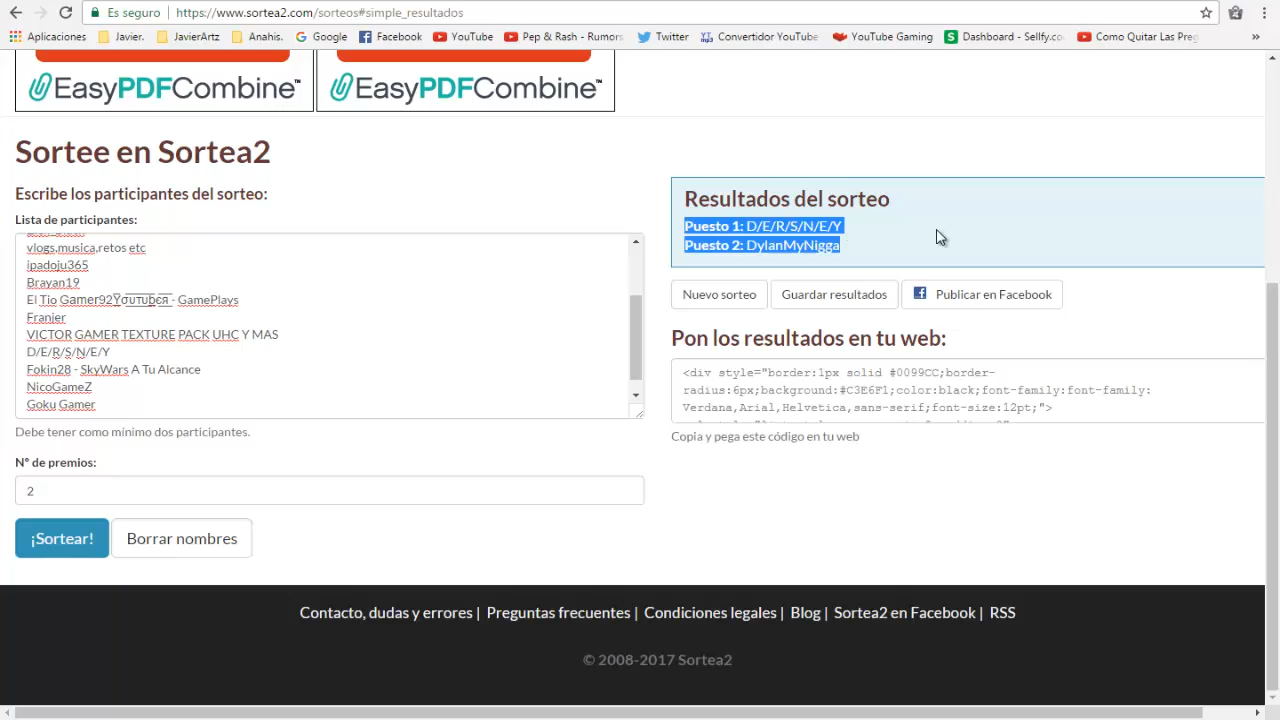 Es seguro | https://www.sortea2.com/sorteos#simple_resultados
Aplicaciones Javier. JavierArtz Anahis. Google Facebook YouTube Pep & Rash - Rumors Twitter Convertidor YouTube YouTube Gaming Dashboard - Sellfy.co Como Quitar Las Preg »
EasyPDFCombine™ EasyPDFCombine™
Sortee en Sortea2
Escribe los participantes del sorteo:
Lista de participantes:
vlogs,musica,retos etc
ipadoju365
Brayan19
El Tio Gamer92Y̅σ̅υ̅τ̅υ̅b̅є̅я̅ - GamePlays
Franier
VICTOR GAMER TEXTURE PACK UHC Y MAS
D/E/R/S/N/E/Y
Fokin28 - SkyWars A Tu Alcance
NicoGameZ
Goku Gamer
Debe tener como mínimo dos participantes.
Nº de premios:
2
¡Sortear! Borrar nombres
Resultados del sorteo
Puesto 1: D/E/R/S/N/E/Y
Puesto 2: DylanMyNigga
Nuevo sorteo Guardar resultados Publicar en Facebook
Pon los resultados en tu web:
<div style="border:1px solid #0099CC;border-
radius:6px;background:#C3E6F1;color:black;font-family:font-family:
Verdana,Arial,Helvetica,sans-serif;font-size:12pt;">
Copia y pega este código en tu web
Contacto, dudas y errores | Preguntas frecuentes | Condiciones legales | Blog | Sortea2 en Facebook | RSS
© 2008-2017 Sortea2